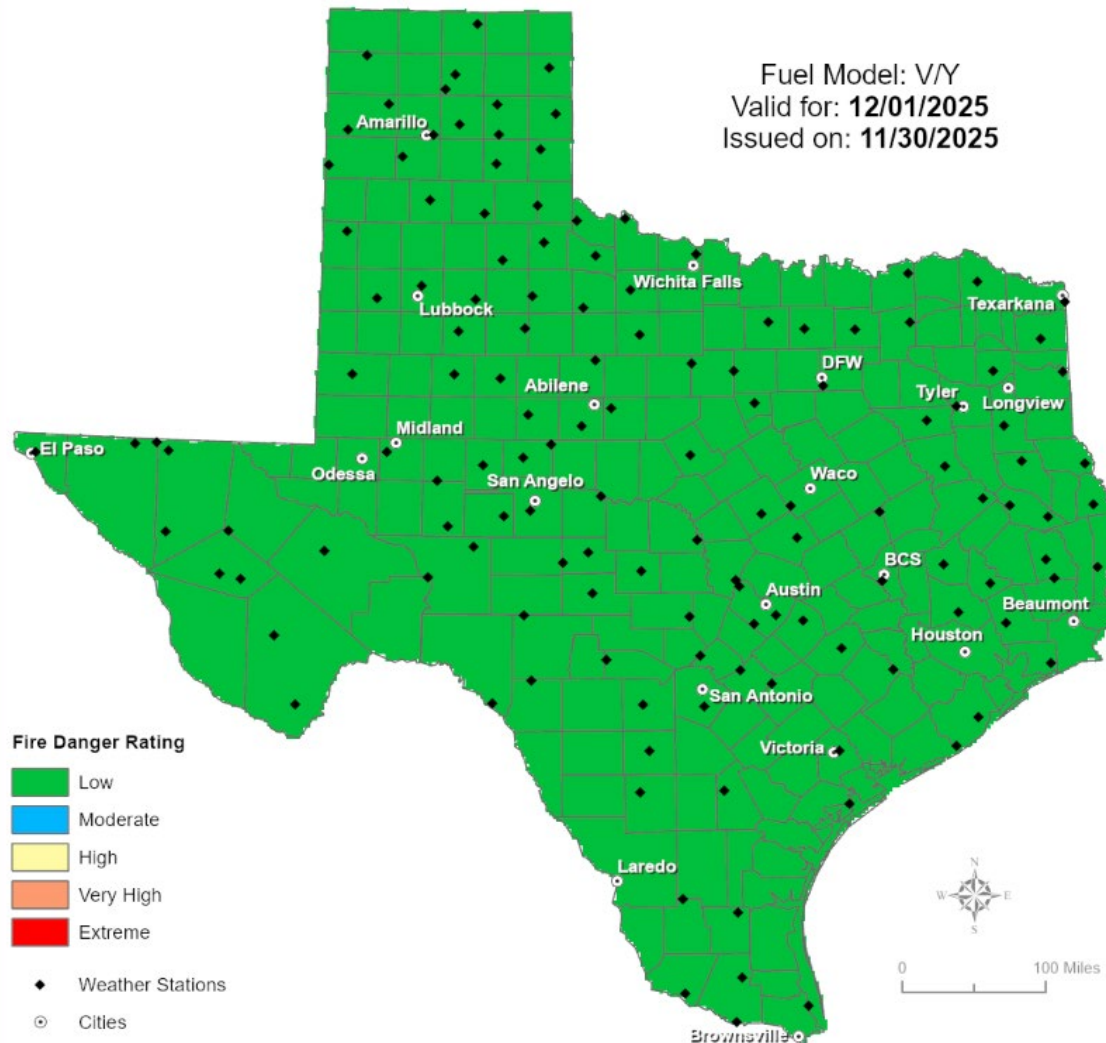 Fuel Model: V/Y
Valid for: 12/01/2025
Issued on: 11/30/2025
Amarillo
Wichita Falls
Lubbock
Texarkana
DFW
Abilene
Tyler
Longview
Midland
El Paso
Odessa
San Angelo
Waco
BCS
Austin
Beaumont
Houston
San Antonio
Victoria
Laredo
Brownsville
Fire Danger Rating
Low
Moderate
High
Very High
Extreme
Weather Stations
Cities
N
W E
S
0 100 Miles